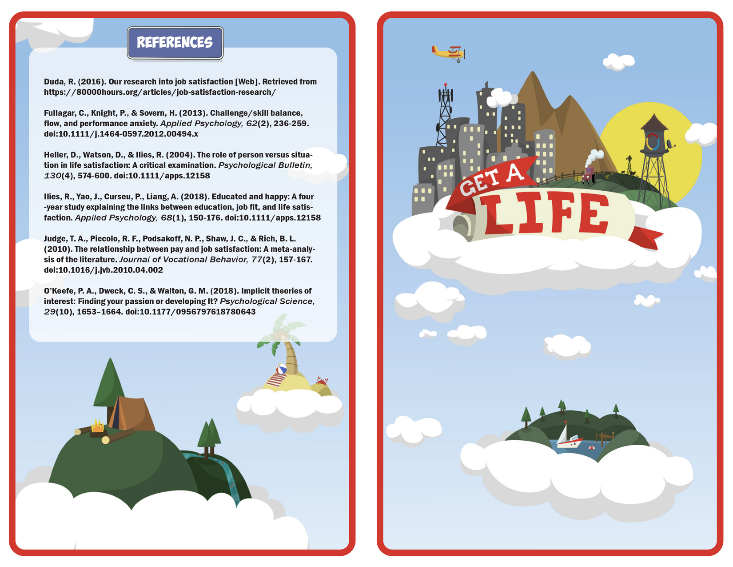 REFERENCES
Duda, R. (2016). Our research into job satisfaction [Web]. Retrieved from
https://80000hours.org/articles/job-satisfaction-research/
Fullagar, C., Knight, P., & Sovern, H. (2013). Challenge/skill balance,
flow, and performance anxiety. Applied Psychology, 62(2), 236-259.
doi:10.1111/j.1464-0597.2012.00494.x
Heller, D., Watson, D., & Ilies, R. (2004). The role of person versus situa-
tion in life satisfaction: A critical examination. Psychological Bulletin,
130(4), 574-600. doi:10.1111/apps.12158
Ilies, R., Yao, J., Curseu, P., Liang, A. (2018). Educated and happy: A four
-year study explaining the links between education, job fit, and life satis-
faction. Applied Psychology, 68(1), 150-176. doi:10.1111/apps.12158
Judge, T. A., Piccolo, R. F., Podsakoff, N. P., Shaw, J. C., & Rich, B. L.
(2010). The relationship between pay and job satisfaction: A meta-analy-
sis of the literature. Journal of Vocational Behavior, 77(2), 157-167.
doi:10.1016/j.jvb.2010.04.002
O'Keefe, P. A., Dweck, C. S., & Walton, G. M. (2018). Implicit theories of
interest: Finding your passion or developing it? Psychological Science,
29(10), 1653–1664. doi:10.1177/0956797618780643
GET A
LIFE